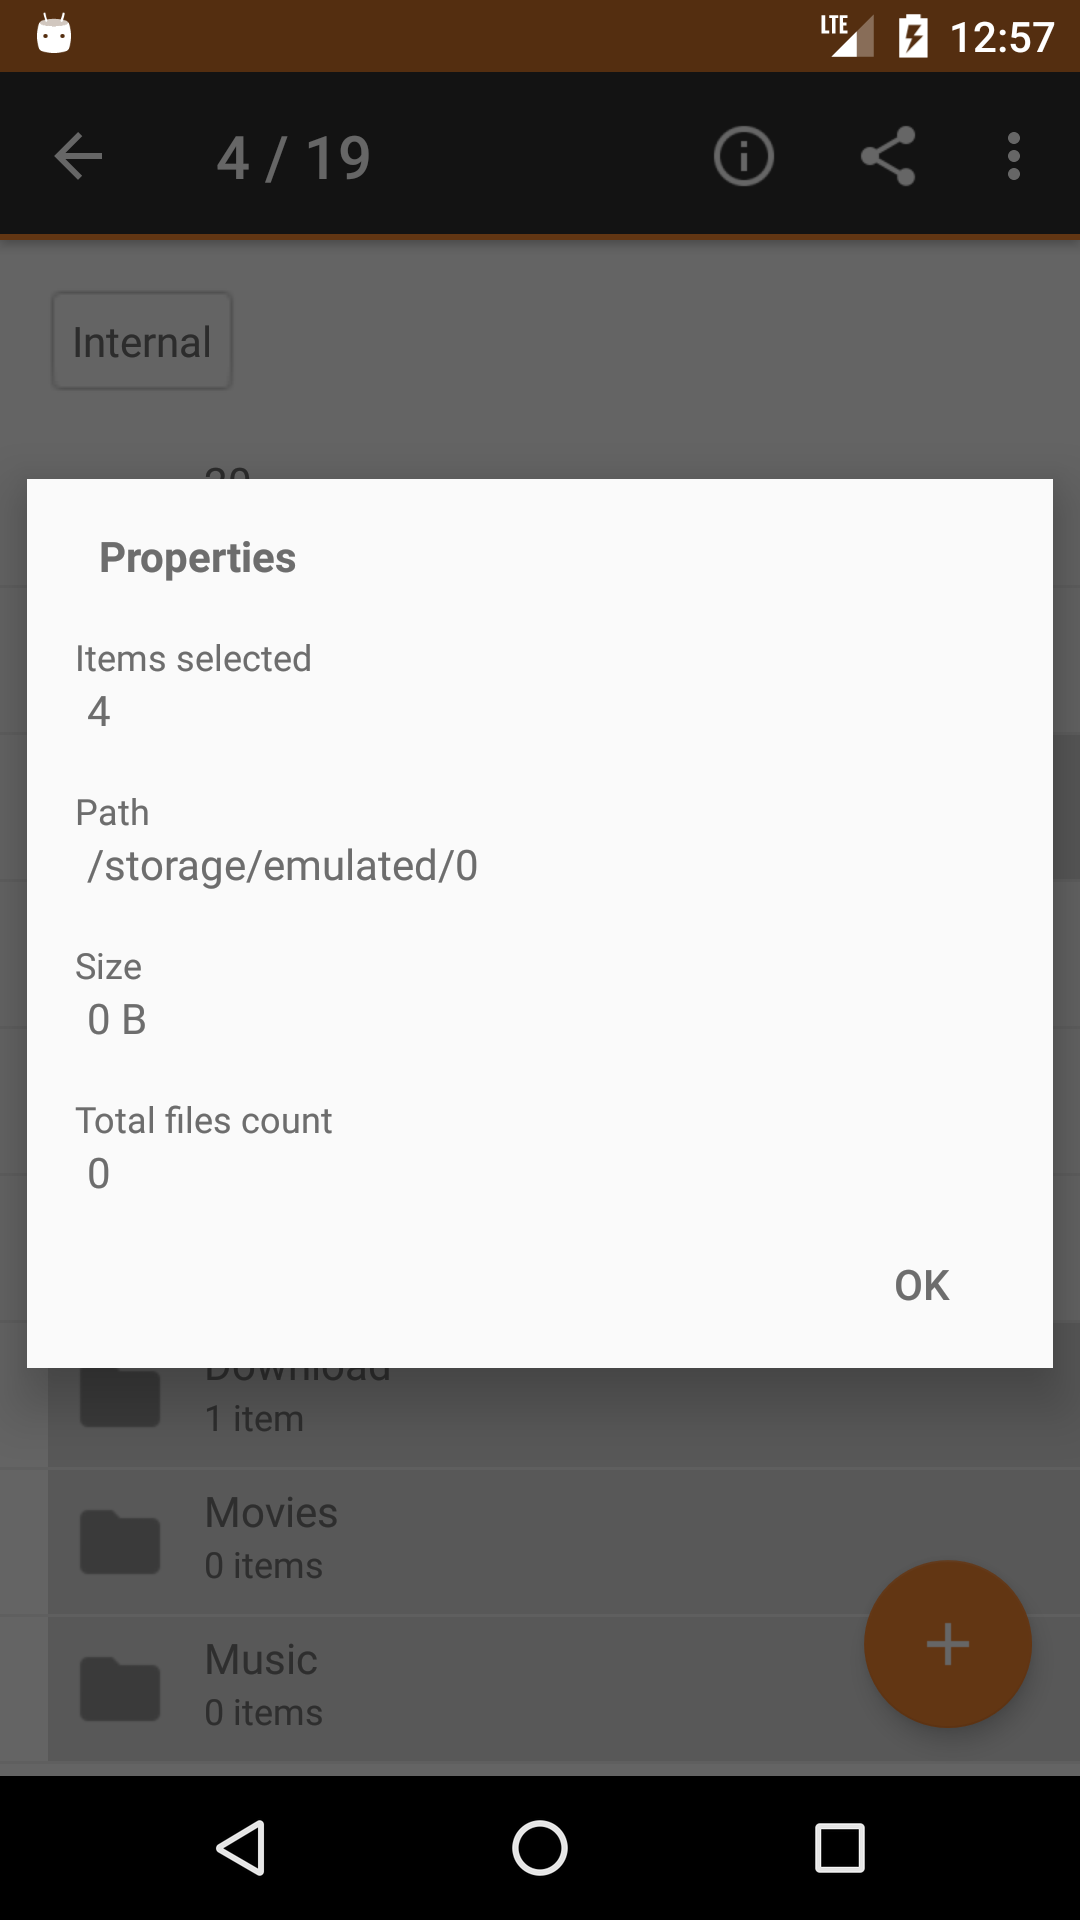 LTE 12:57
4 / 19
Internal
Properties
Items selected
4
Path
/storage/emulated/0
Size
0 B
Total files count
0
OK
Download
1 item
Movies
0 items
Music
0 items